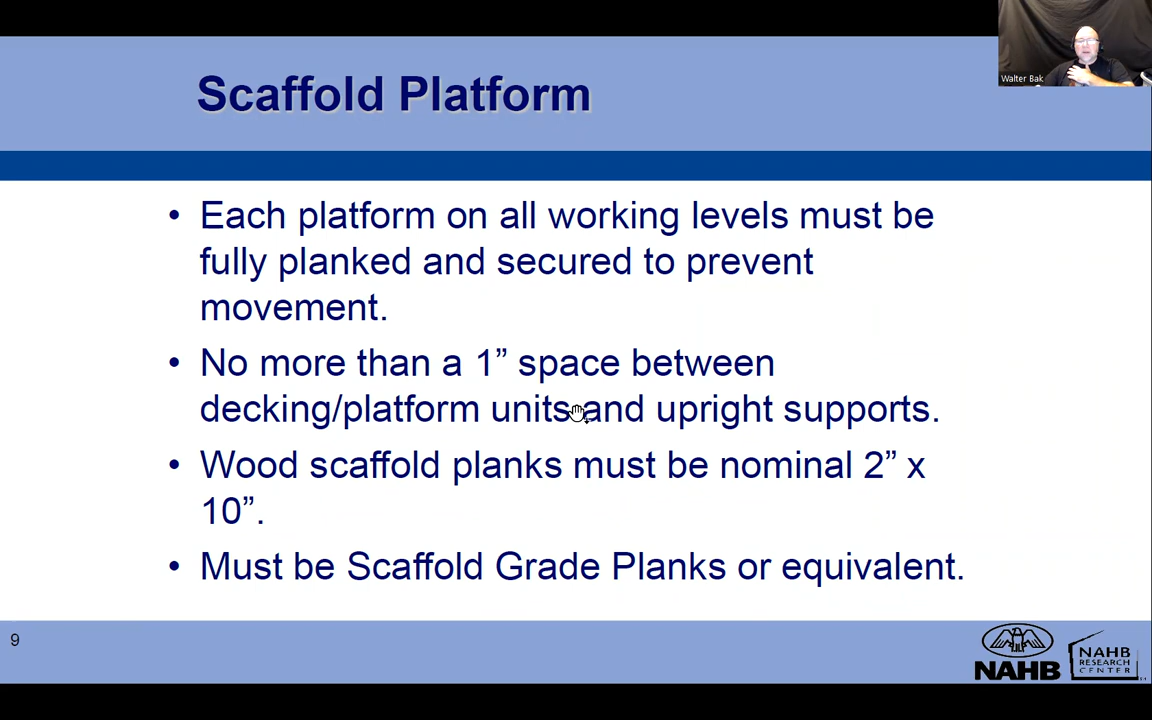 Walter Bak
Scaffold Platform
• Each platform on all working levels must be
fully planked and secured to prevent
movement.
• No more than a 1” space between
decking/platform units and upright supports.
• Wood scaffold planks must be nominal 2” x
10”.
• Must be Scaffold Grade Planks or equivalent.
9
NAHB
NAHB
RESEARCH
CENTER